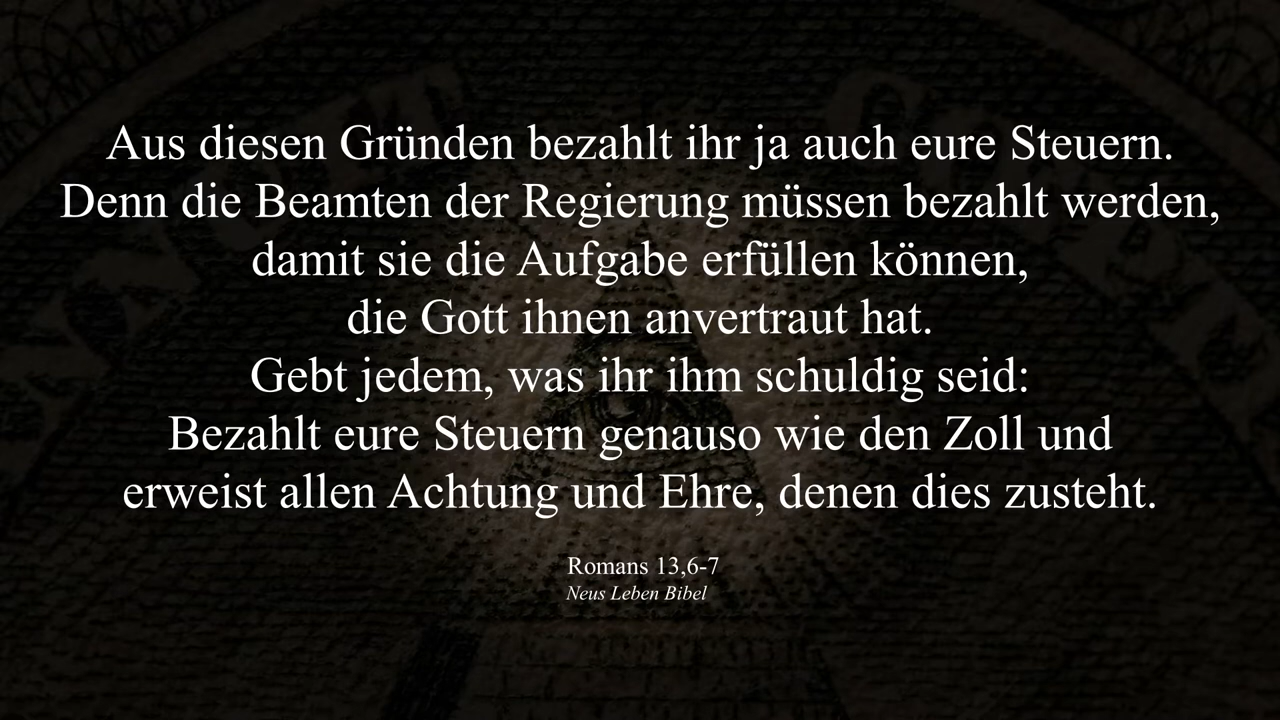 Aus diesen Gründen bezahlt ihr ja auch eure Steuern.
Denn die Beamten der Regierung müssen bezahlt werden,
damit sie die Aufgabe erfüllen können,
die Gott ihnen anvertraut hat.
Gebt jedem, was ihr ihm schuldig seid:
Bezahlt eure Steuern genauso wie den Zoll und
erweist allen Achtung und Ehre, denen dies zusteht.
Romans 13,6-7
Neus Leben Bibel